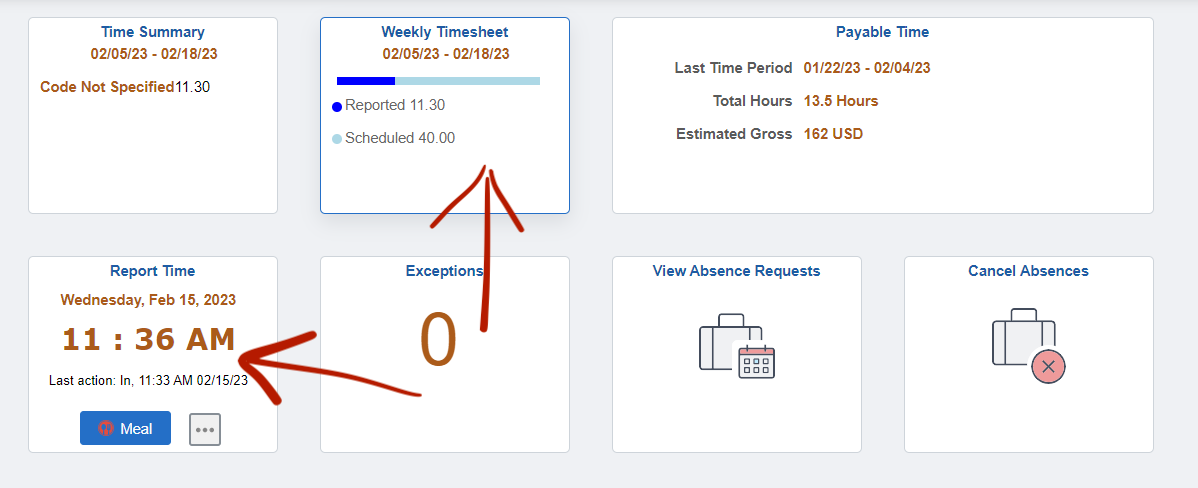 Time Summary
02/05/23 - 02/18/23
Code Not Specified11.30
Weekly Timesheet
02/05/23 - 02/18/23
Reported 11.30
Scheduled 40.00
Payable Time
Last Time Period 01/22/23 - 02/04/23
Total Hours 13.5 Hours
Estimated Gross 162 USD
Report Time
Wednesday, Feb 15, 2023
11 : 36 AM
Last action: In, 11:33 AM 02/15/23
Meal
Exceptions
0
View Absence Requests
Cancel Absences